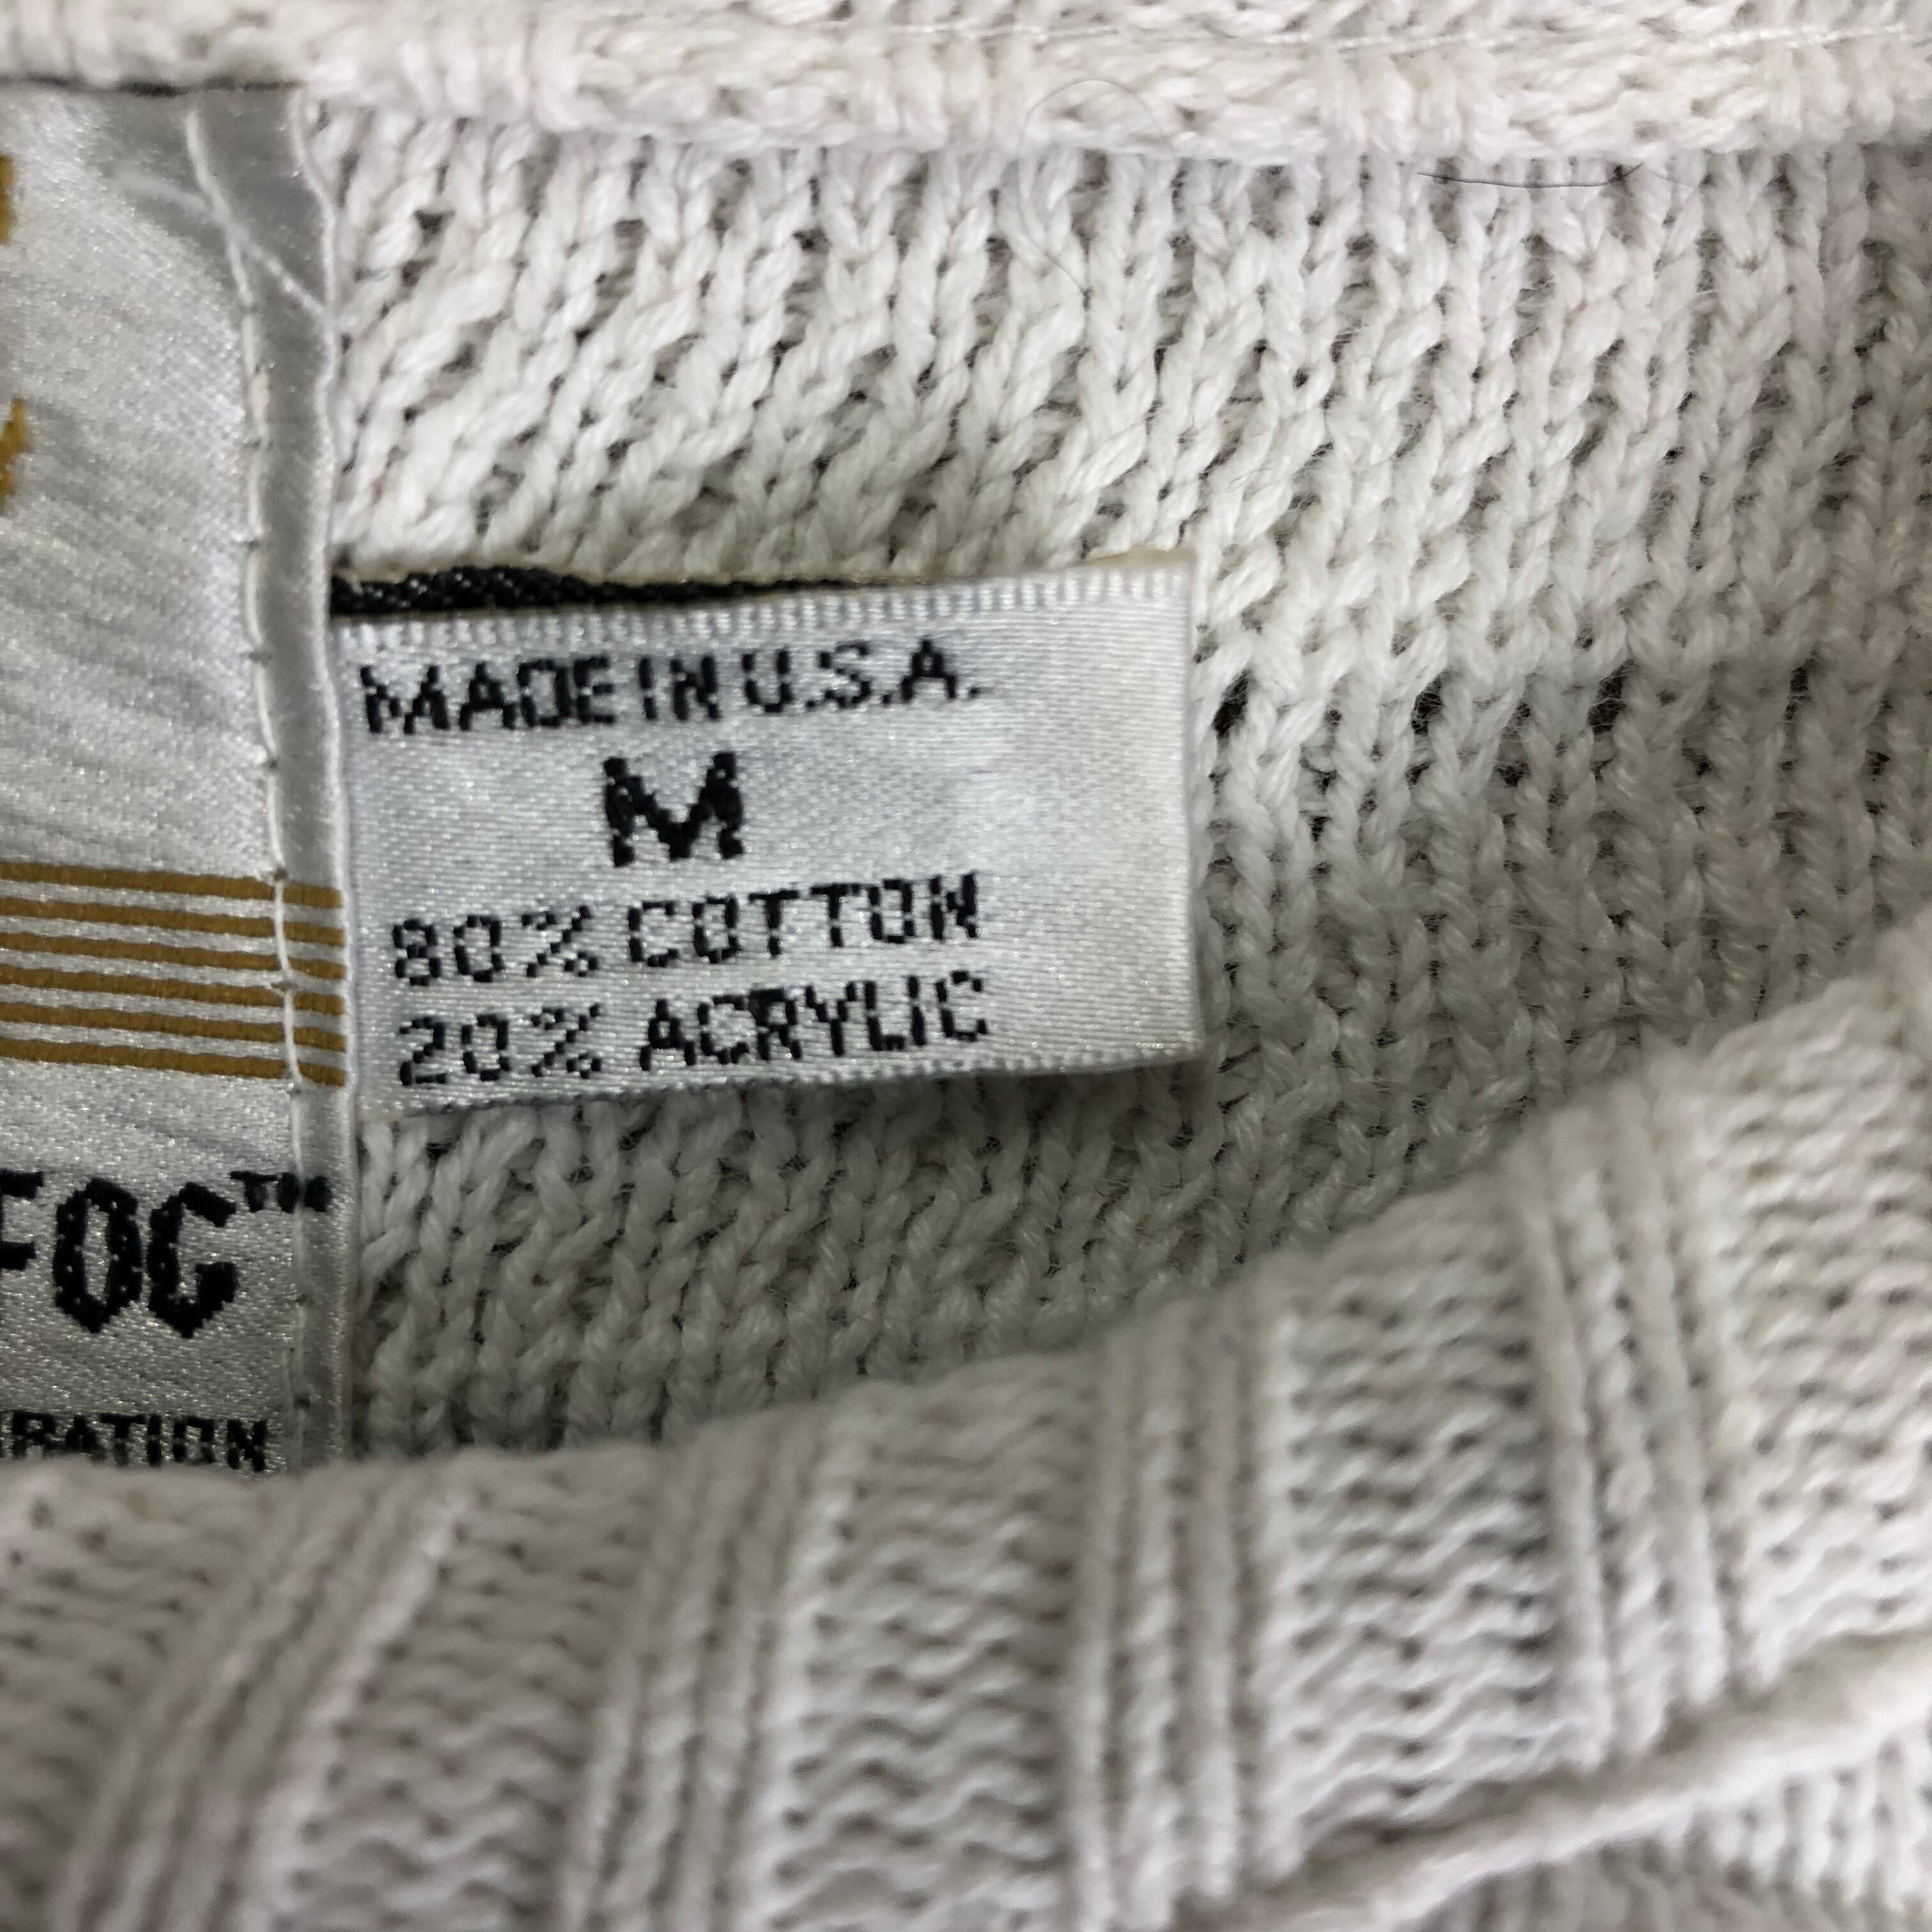 MADE IN U.S.A.
M
80% COTTON
20% ACRYLIC
FOG™
RATION